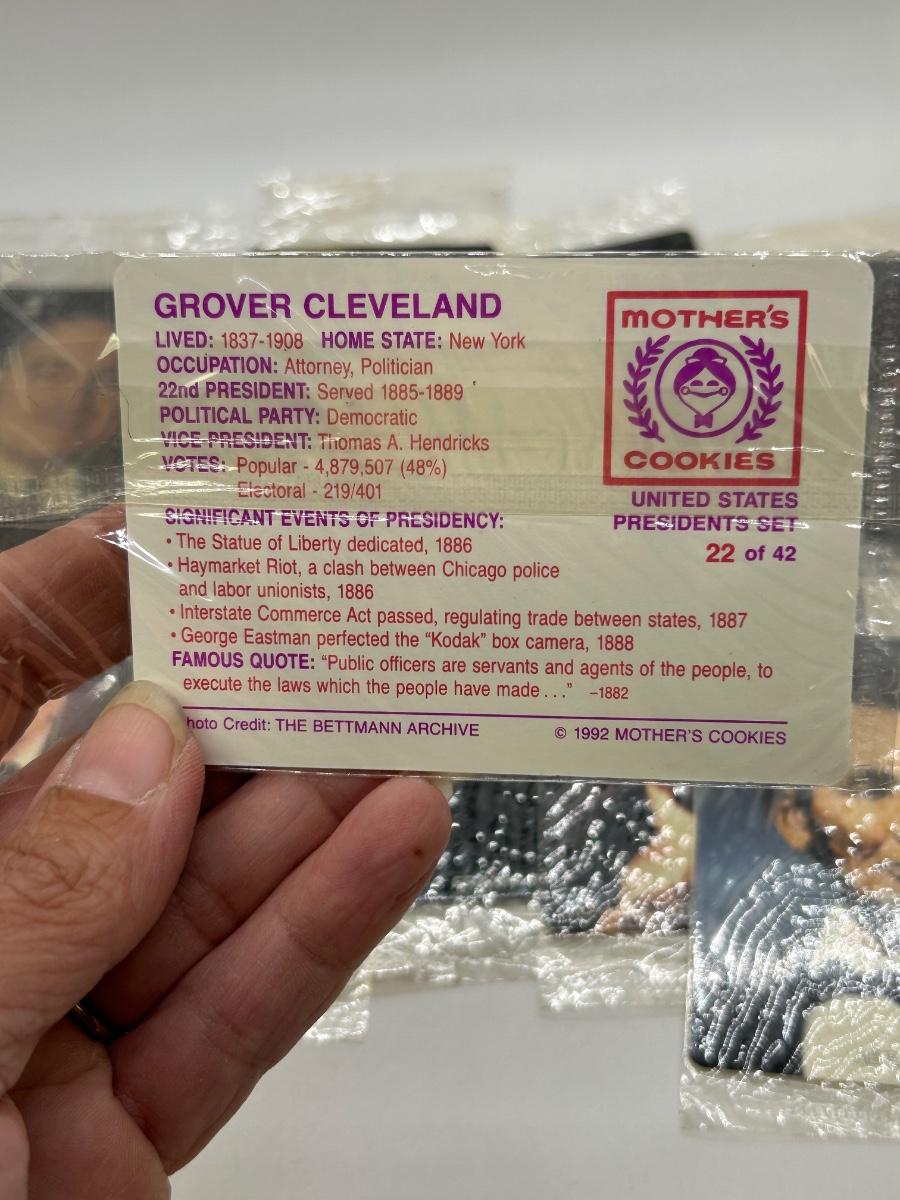 GROVER CLEVELAND
LIVED: 1837-1908 HOME STATE: New York
OCCUPATION: Attorney, Politician
22nd PRESIDENT: Served 1885-1889
POLITICAL PARTY: Democratic
VICE PRESIDENT: Thomas A. Hendricks
VOTES: Popular - 4,879,507 (48%)
Electoral - 219/401
MOTHER'S
COOKIES
UNITED STATES
PRESIDENTS SET
22 of 42
SIGNIFICANT EVENTS OF PRESIDENCY:
• The Statue of Liberty dedicated, 1886
• Haymarket Riot, a clash between Chicago police
and labor unionists, 1886
• Interstate Commerce Act passed, regulating trade between states, 1887
• George Eastman perfected the “Kodak” box camera, 1888
FAMOUS QUOTE: “Public officers are servants and agents of the people, to
execute the laws which the people have made . . .” –1882
hoto Credit: THE BETTMANN ARCHIVE
© 1992 MOTHER'S COOKIES